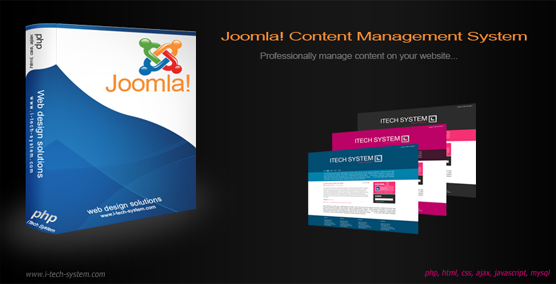 Joomla! Content Management System
Professionally manage content on your website...
php
Joomla!
Web design solutions
www.i-tech-system.com
web design solutions
www.i-tech-system.com
php
iTech-System
ITECH SYSTEM
ITECH SYSTEM
ITECH SYSTEM
www.i-tech-system.com
php, html, css, ajax, javascript, mysql